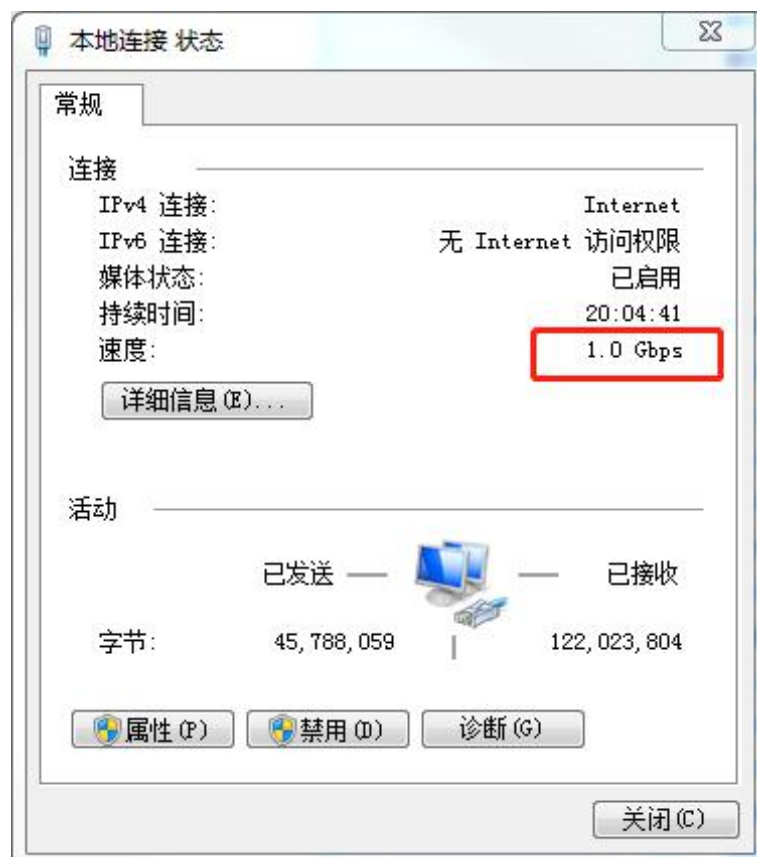 本地连接 状态
常规
连接
IPv4 连接: Internet
IPv6 连接: 无 Internet 访问权限
媒体状态: 已启用
持续时间: 20:04:41
速度: 1.0 Gbps
详细信息(E)...
活动
已发送 已接收
字节: 45,788,059 122,023,804
属性(P) 禁用(D) 诊断(G)
关闭(C)